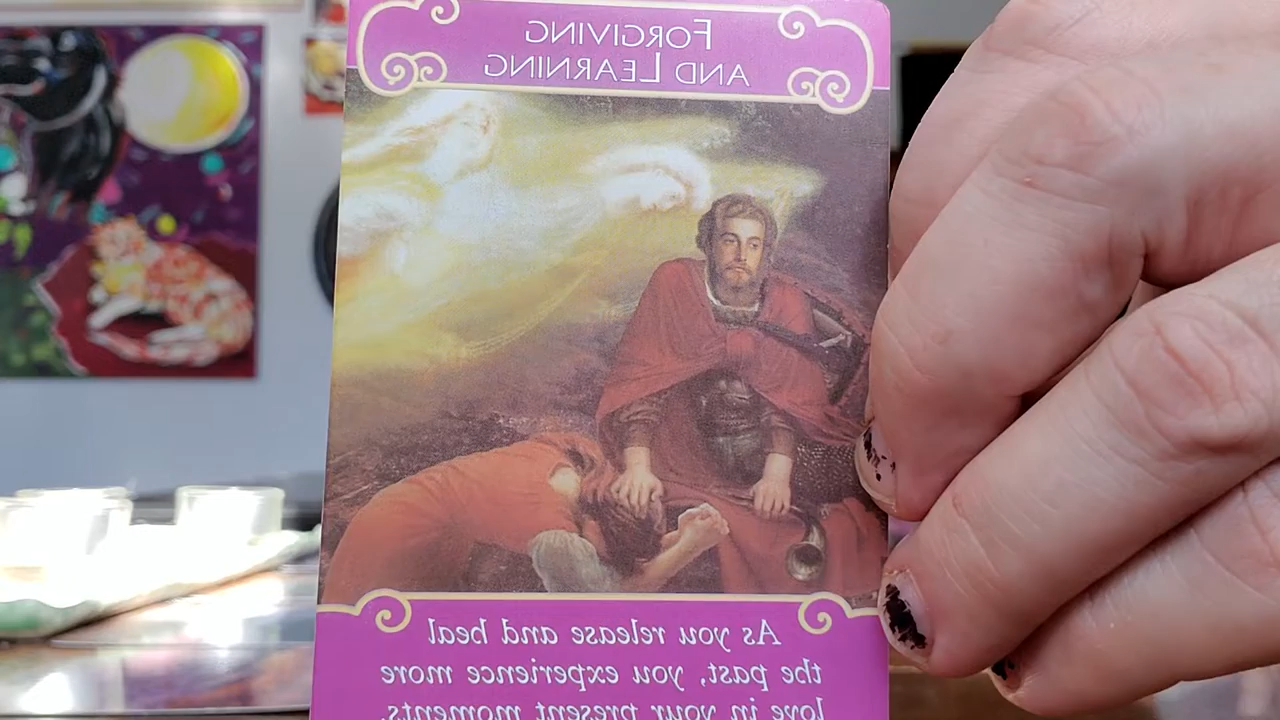 FORGIVING
AND LEARNING
As you release and heal
the past, you experience more
love in your present moments.